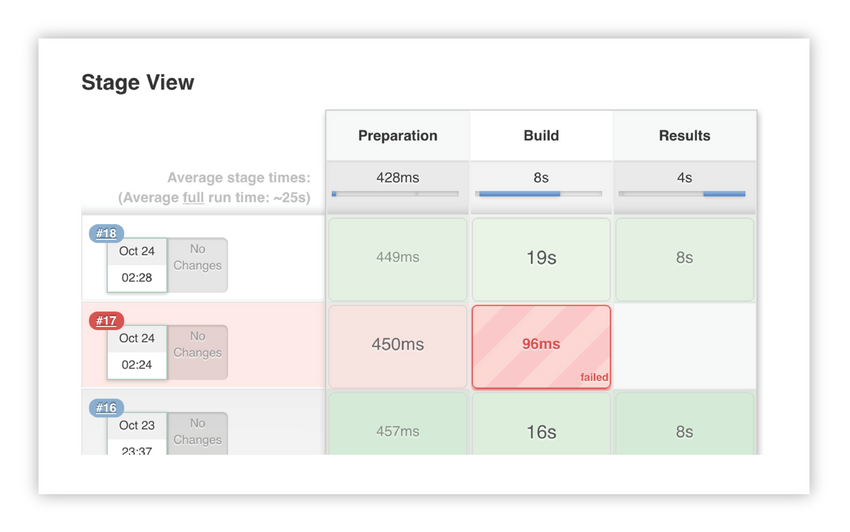 Stage View
Preparation Build Results
Average stage times:
(Average full run time: ~25s)
428ms 8s 4s
#18
Oct 24
02:28
No
Changes
449ms 19s 8s
#17
Oct 24
02:24
No
Changes
450ms 96ms
failed
#16
Oct 23
23:37
No
Changes
457ms 16s 8s